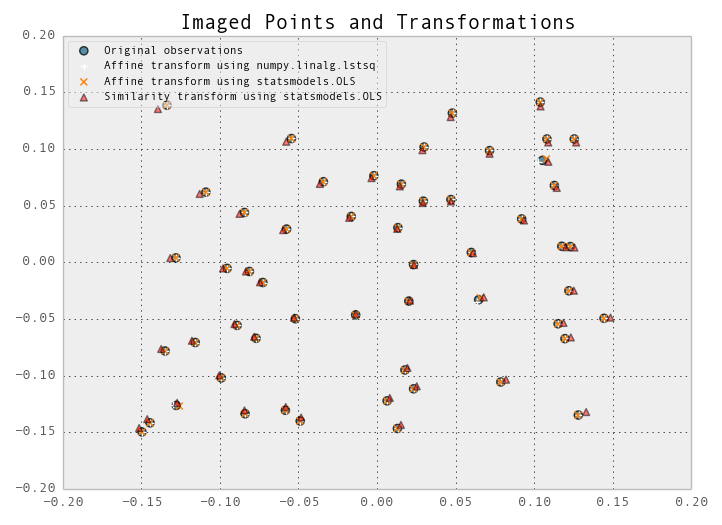 Imaged Points and Transformations
Original observations
Affine transform using numpy.linalg.lstsq
Affine transform using statsmodels.OLS
Similarity transform using statsmodels.OLS
0.20
0.15
0.10
0.05
0.00
−0.05
−0.10
−0.15
−0.20
−0.20 −0.15 −0.10 −0.05 0.00 0.05 0.10 0.15 0.20